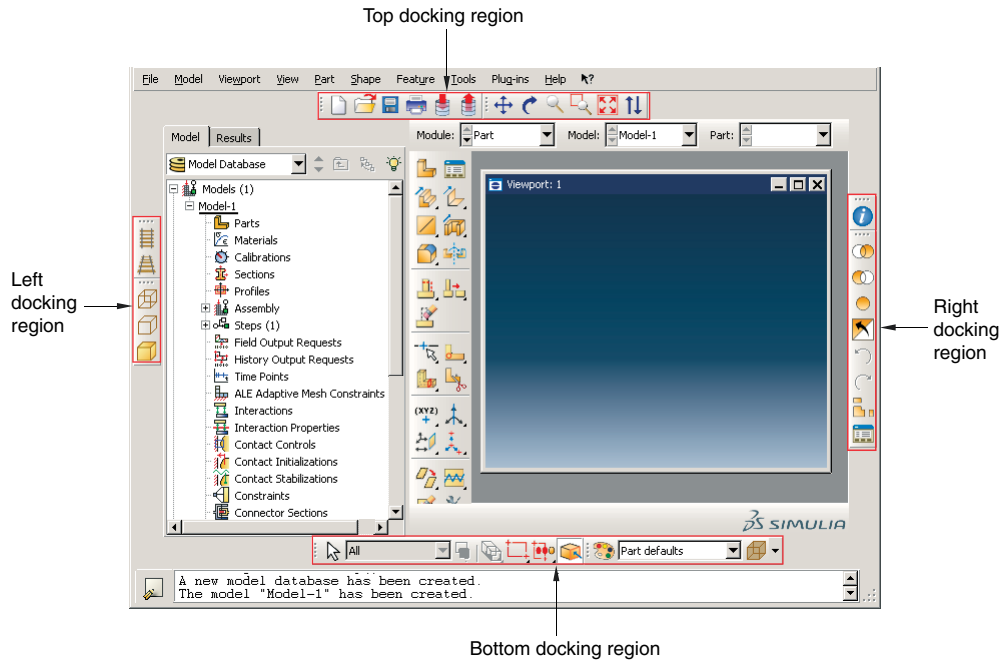 Top docking region
File Model Viewport View Part Shape Feature Tools Plug-ins Help ?
Model Results
Module: Part Model: Model-1 Part:
Model Database
Models (1)
Model-1
Parts
Materials
Calibrations
Sections
Profiles
Assembly
Steps (1)
Field Output Requests
History Output Requests
Time Points
ALE Adaptive Mesh Constraints
Interactions
Interaction Properties
Contact Controls
Contact Initializations
Contact Stabilizations
Constraints
Connector Sections
(XYZ)
Viewport: 1
Left
docking
region
Right
docking
region
SIMULIA
All
Part defaults
A new model database has been created.
The model "Model-1" has been created.
Bottom docking region